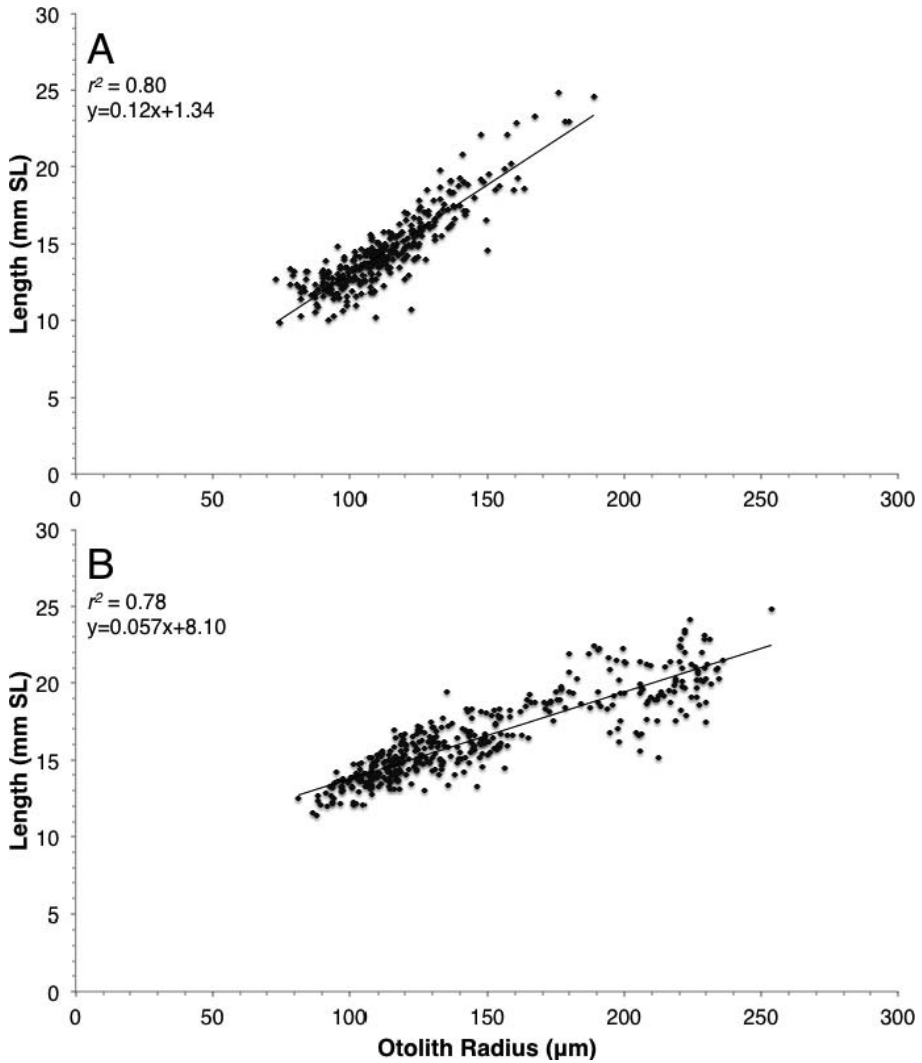 30
A
r² = 0.80
y=0.12x+1.34
25
20
15
10
5
0
Length (mm SL)
0 50 100 150 200 250 300
30
B
r² = 0.78
y=0.057x+8.10
25
20
15
10
5
0
Length (mm SL)
0 50 100 150 200 250 300
Otolith Radius (µm)